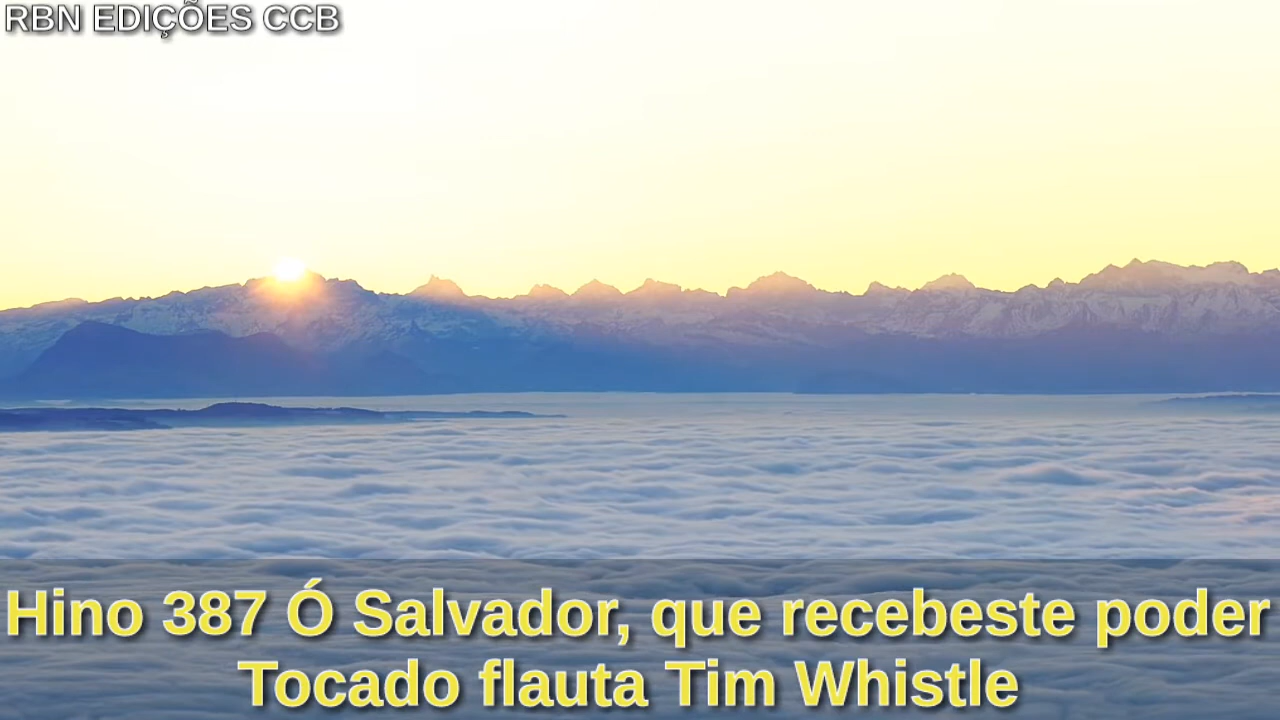 RBN EDIÇÕES CCB
Hino 387 Ó Salvador, que recebeste poder
Tocado flauta Tim Whistle